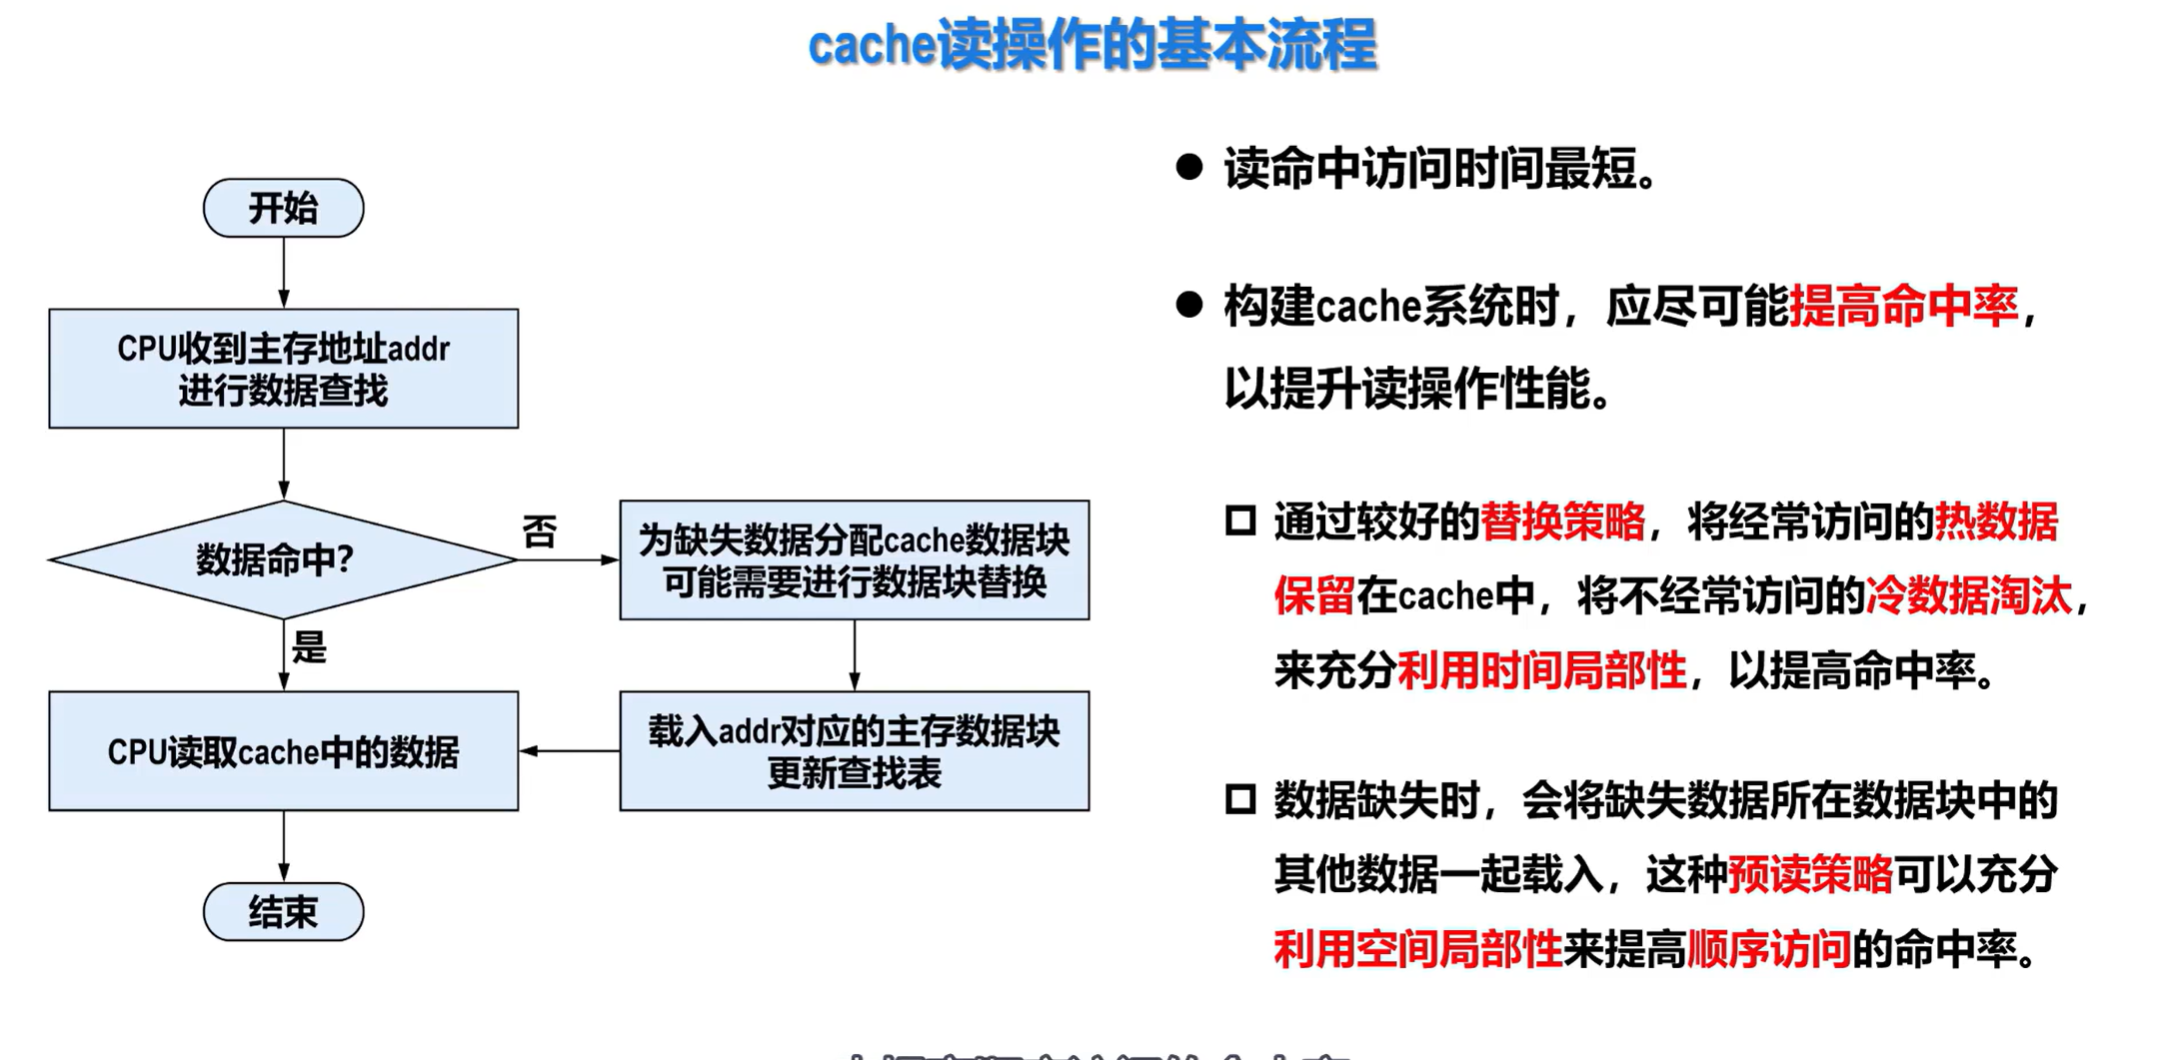 cache读操作的基本流程
开始
CPU收到主存地址addr
进行数据查找
数据命中?
否
是
为缺失数据分配cache数据块
可能需要进行数据块替换
载入addr对应的主存数据块
更新查找表
CPU读取cache中的数据
结束
● 读命中访问时间最短。
● 构建cache系统时，应尽可能提高命中率，
以提升读操作性能。
通过较好的替换策略，将经常访问的热数据
保留在cache中，将不经常访问的冷数据淘汰，
来充分利用时间局部性，以提高命中率。
数据缺失时，会将缺失数据所在数据块中的
其他数据一起载入，这种预读策略可以充分
利用空间局部性来提高顺序访问的命中率。